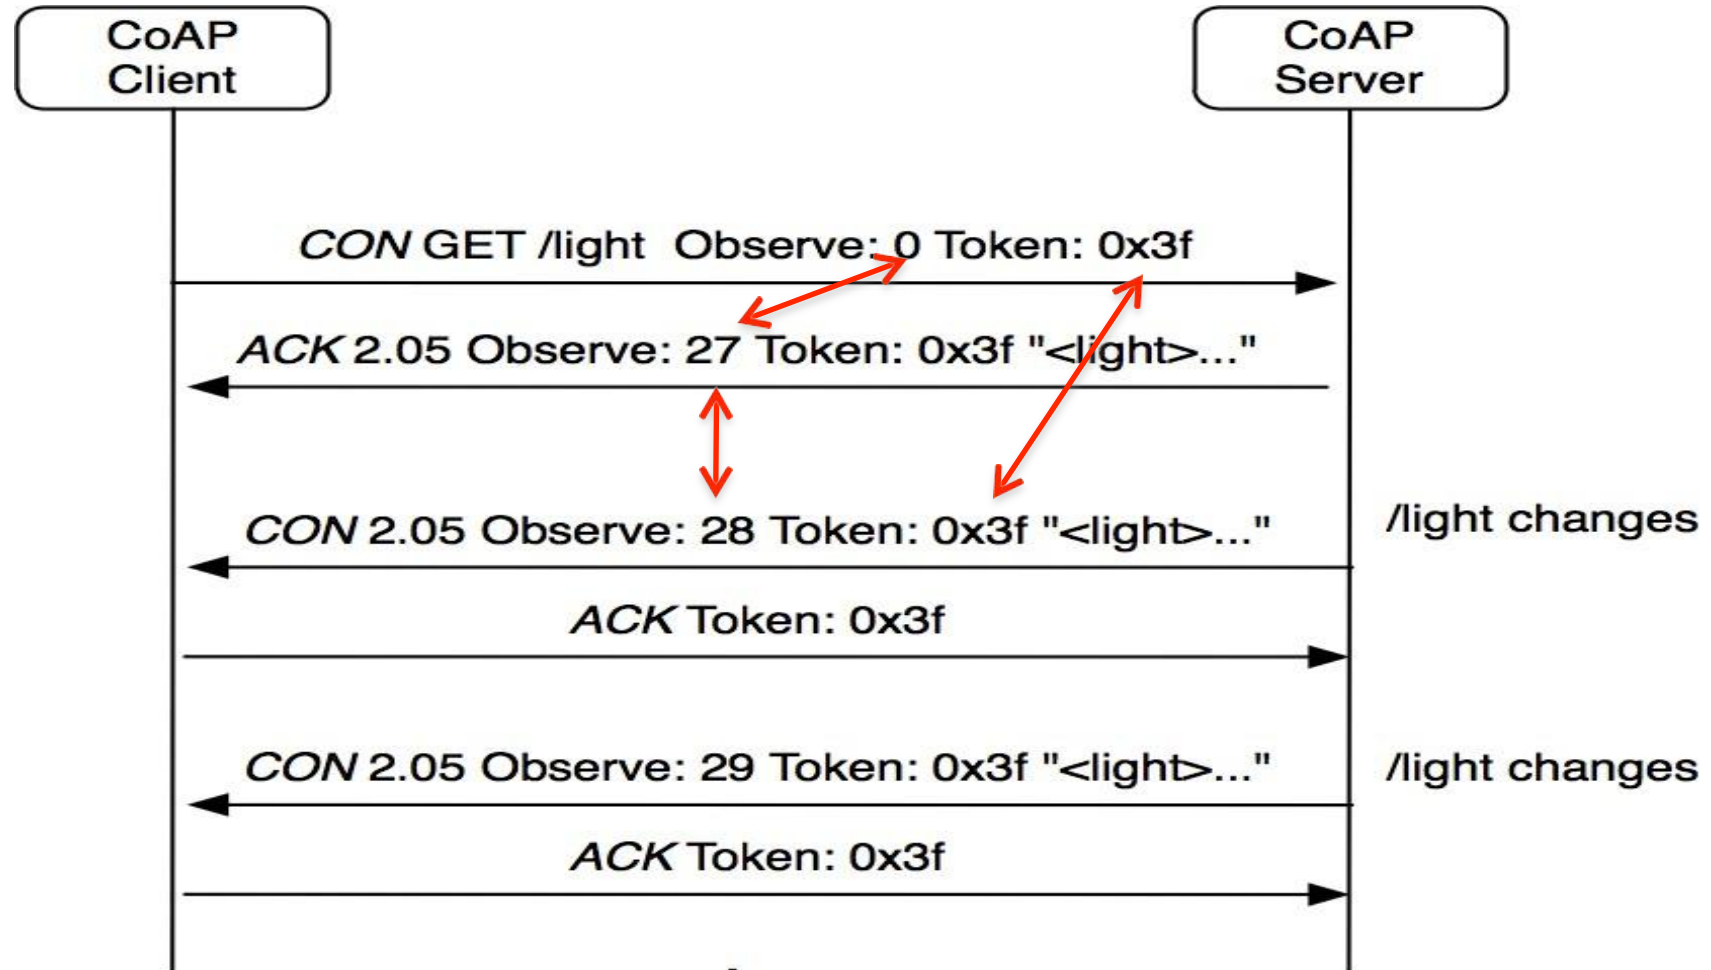 CoAP
Client
CoAP
Server
CON GET /light Observe: 0 Token: 0x3f
ACK 2.05 Observe: 27 Token: 0x3f "<light>..."
CON 2.05 Observe: 28 Token: 0x3f "<light>..."
/light changes
ACK Token: 0x3f
CON 2.05 Observe: 29 Token: 0x3f "<light>..."
/light changes
ACK Token: 0x3f